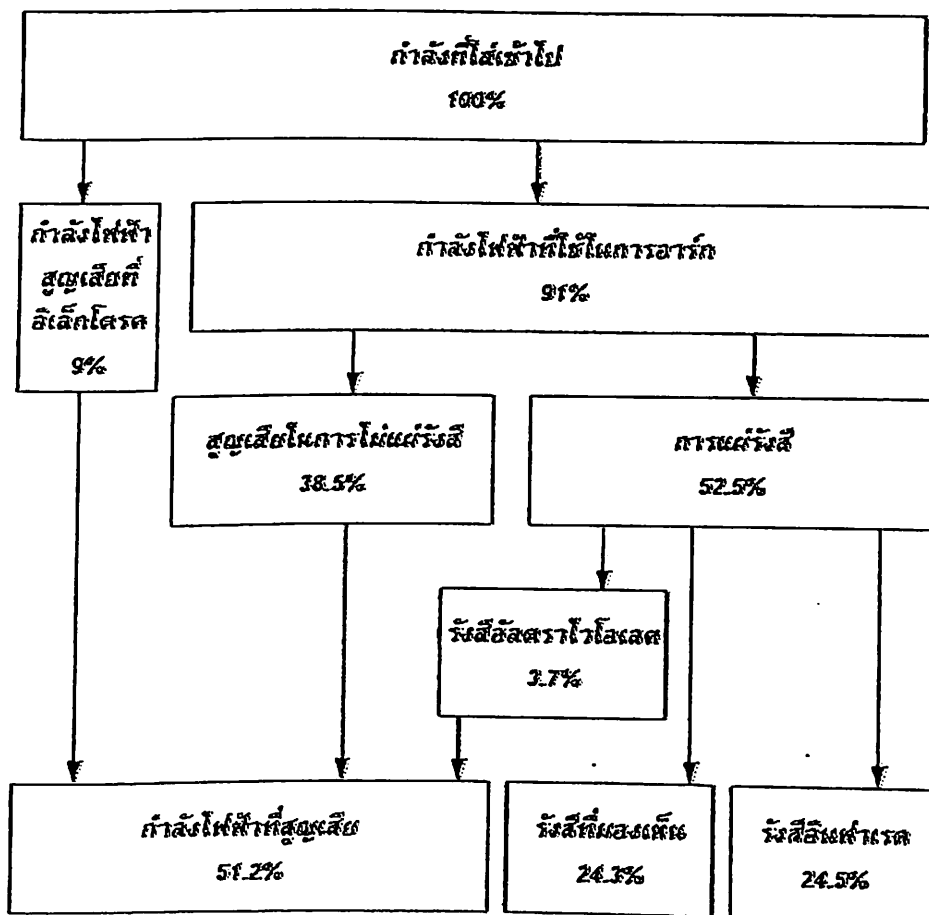 กำลังที่ใส่เข้าไป
100%
กำลังไฟฟ้า
สูญเสียที่
อิเล็กโตรด
9%
กำลังไฟฟ้าที่ใช้ในการอาร์ก
91%
สูญเสียในการไม่แผ่รังสี
38.5%
การแผ่รังสี
52.5%
รังสีอัลตราไวโอเลต
3.7%
กำลังไฟฟ้าที่สูญเสีย
51.2%
รังสีที่มองเห็น
24.3%
รังสีอินฟาเรด
24.5%